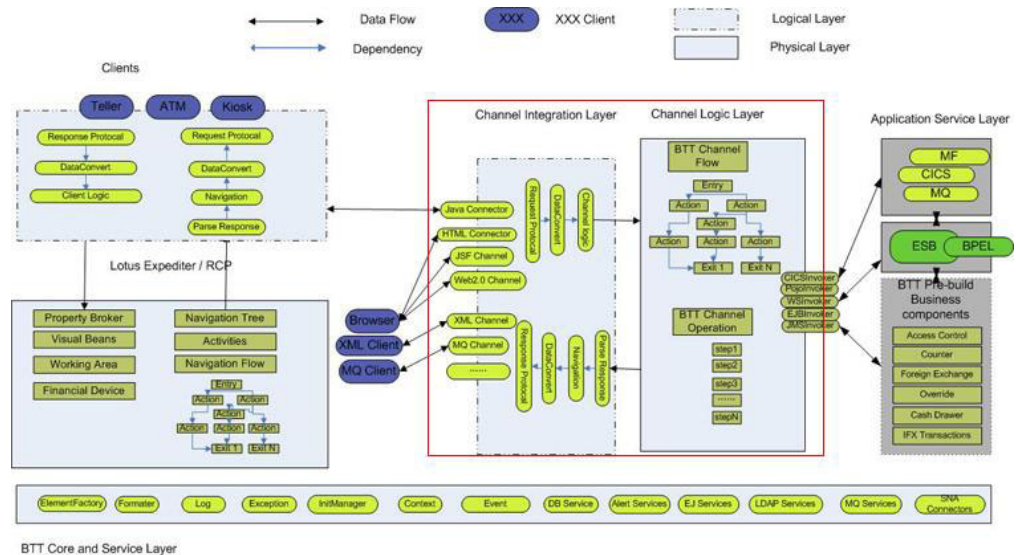 Data Flow
Dependency
XXX
XXX Client
Logical Layer
Physical Layer
Clients
Teller
ATM
Kiosk
Response Protocal
DataConvert
Client Logic
Request Protocal
DataConvert
Navigation
Parse Response
Lotus Expediter / RCP
Property Broker
Visual Beans
Working Area
Financial Device
Navigation Tree
Activities
Navigation Flow
Entry
Action
Action
Action
Action
Action
Action
Exit 1
Exit N
Browser
XML Client
MQ Client
Channel Integration Layer
Java Connector
HTML Connector
JSF Channel
Web2.0 Channel
XML Channel
MQ Channel
......
Request Protocal
DataConvert
Channel logic
Response Protocal
DataConvert
Navigation
Parse Response
Channel Logic Layer
BTT Channel
Flow
Entry
Action
Action
Action
Action
Action
Action
Exit 1
Exit N
BTT Channel
Operation
step1
step2
step3
......
stepN
CICSInvoker
PojoInvoker
WSInvoker
EJBInvoker
JMSInvoker
Application Service Layer
MF
CICS
MQ
ESB
BPEL
BTT Pre-build
Business
components
Access Control
Counter
Foreign Exchange
Override
Cash Drawer
IFX Transactions
ElementFactory
Formater
Log
Exception
InitManager
Context
Event
DB Service
Alert Services
EJ Services
LDAP Services
MQ Services
SNA
Connectors
BTT Core and Service Layer